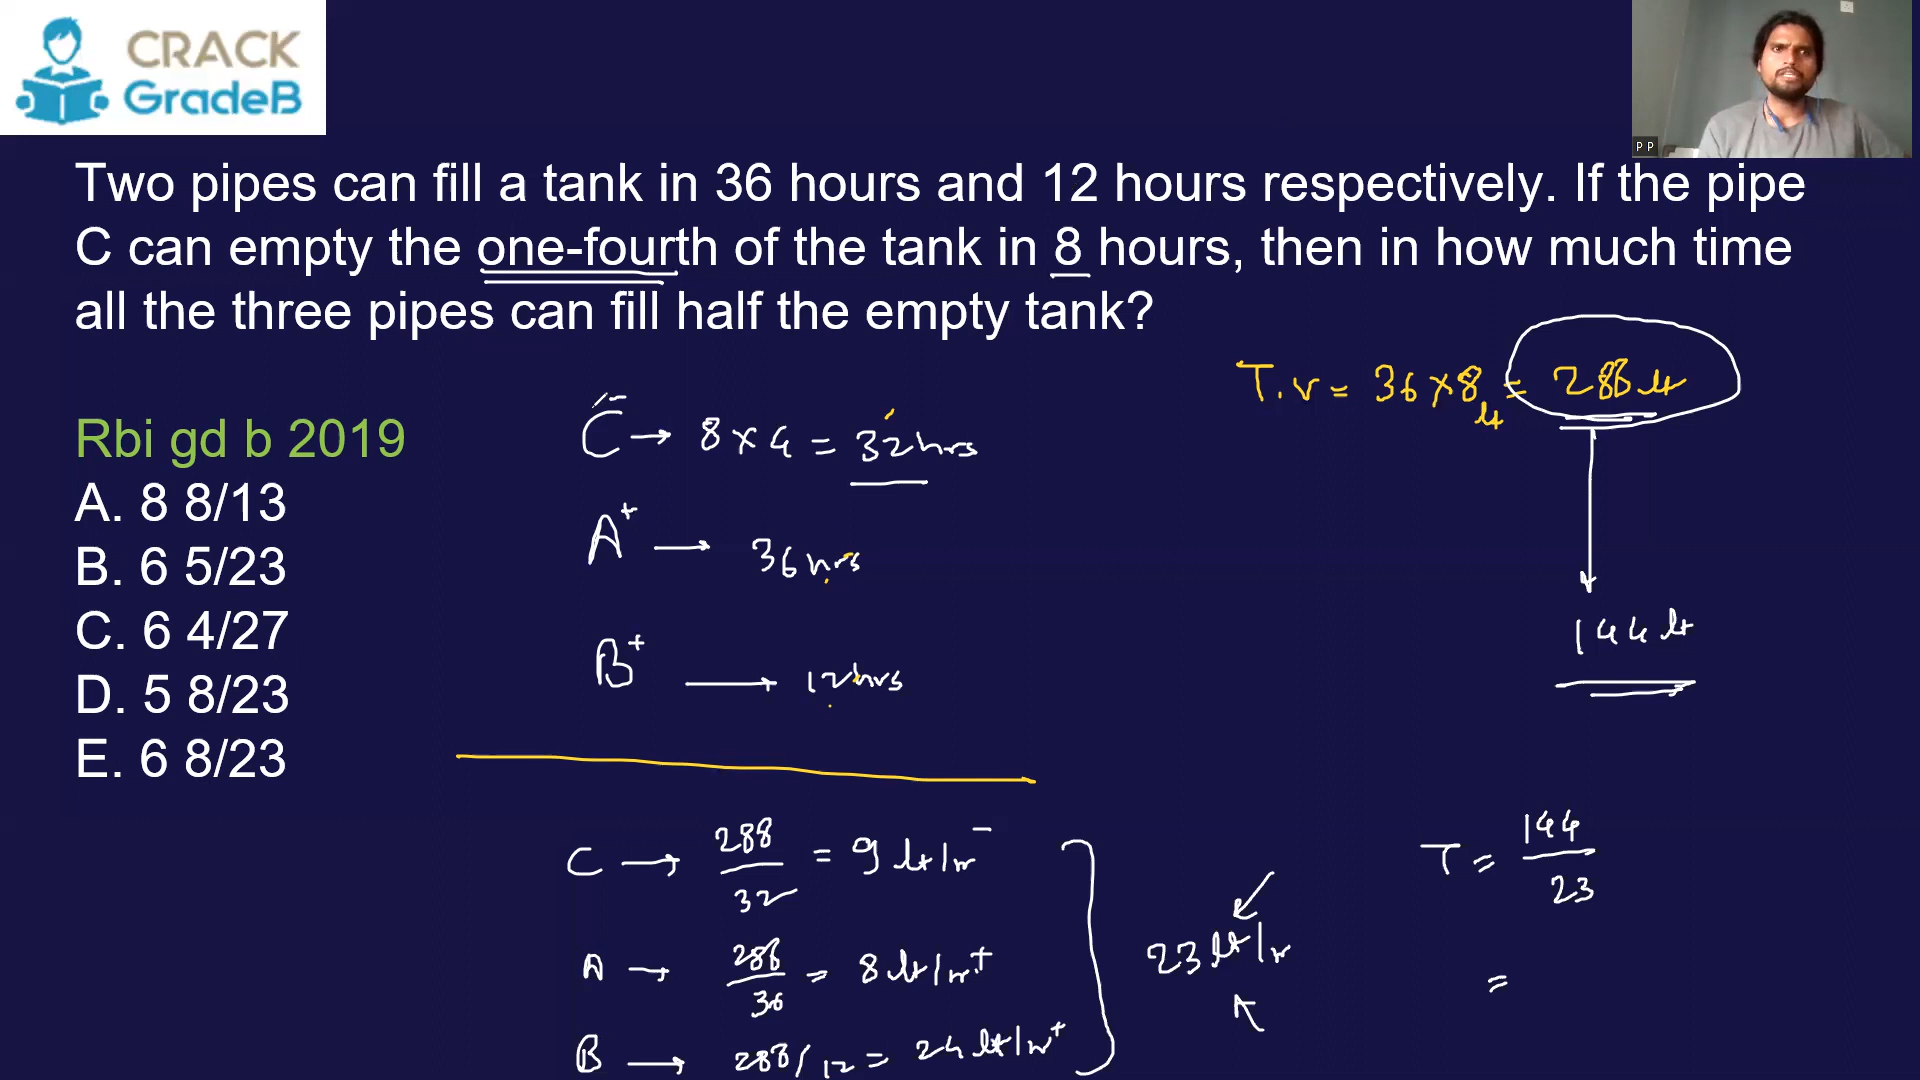 CRACK
GradeB
P P
Two pipes can fill a tank in 36 hours and 12 hours respectively. If the pipe
C can empty the one-fourth of the tank in 8 hours, then in how much time
all the three pipes can fill half the empty tank?
T.V = 36 × 8 lt = 288 lt
Rbi gd b 2019
A. 8 8/13
B. 6 5/23
C. 6 4/27
D. 5 8/23
E. 6 8/23
C⁻ → 8 × 4 = 32 hrs
A⁺ → 36 hrs
B⁺ → 12 hrs
144 lt
C → 288/32 = 9 lt/hr⁻
A → 288/36 = 8 lt/hr⁺
B → 288/12 = 24 lt/hr⁺
23 lt/hr
T = 144/23
=